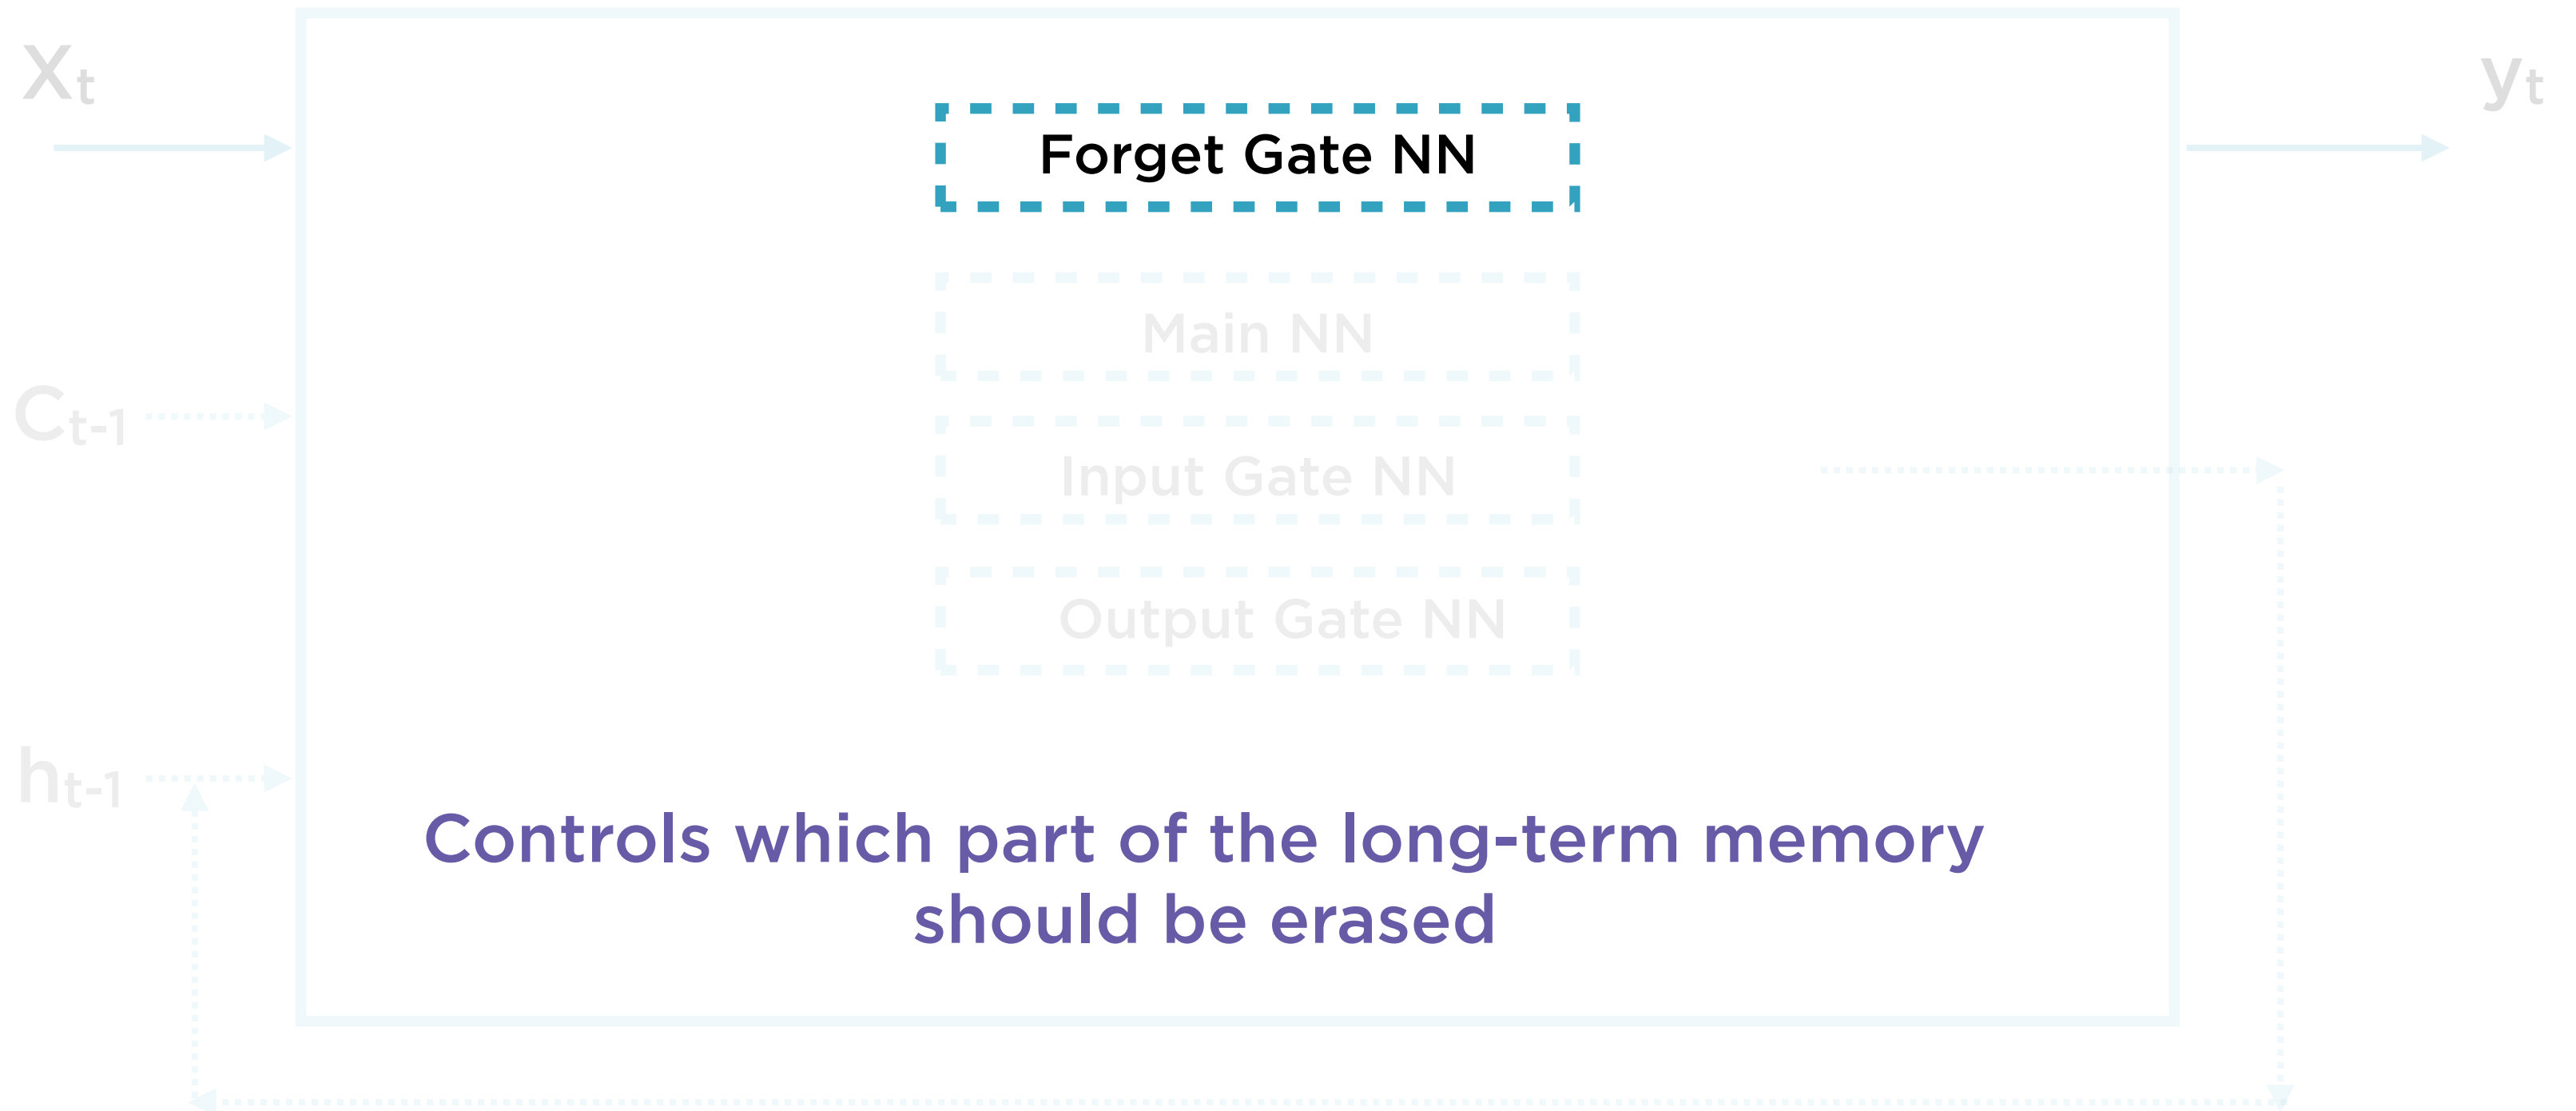 Xt
yt
Forget Gate NN
Main NN
Ct-1
Input Gate NN
Output Gate NN
ht-1
Controls which part of the long-term memory
should be erased